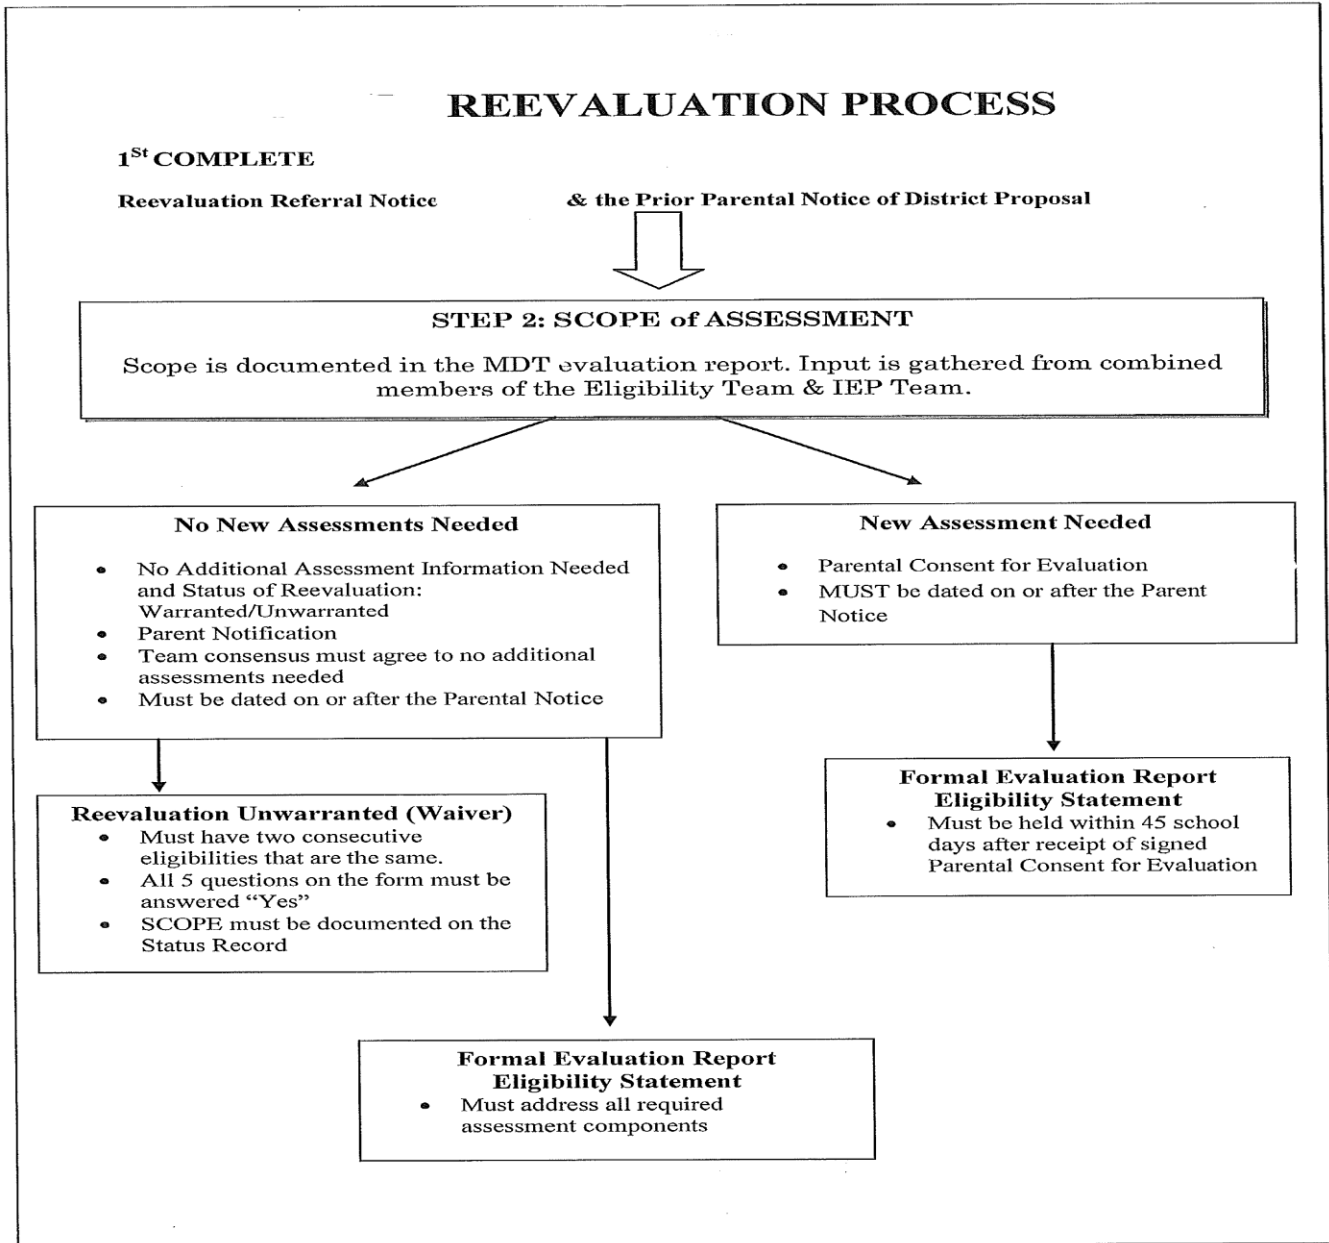 REEVALUATION PROCESS
1St COMPLETE
Reevaluation Referral Notice & the Prior Parental Notice of District Proposal
STEP 2: SCOPE of ASSESSMENT
Scope is documented in the MDT evaluation report. Input is gathered from combined
members of the Eligibility Team & IEP Team.
No New Assessments Needed
• No Additional Assessment Information Needed
and Status of Reevaluation:
Warranted/Unwarranted
• Parent Notification
• Team consensus must agree to no additional
assessments needed
• Must be dated on or after the Parental Notice
New Assessment Needed
• Parental Consent for Evaluation
• MUST be dated on or after the Parent
Notice
Reevaluation Unwarranted (Waiver)
• Must have two consecutive
eligibilities that are the same.
• All 5 questions on the form must be
answered “Yes”
• SCOPE must be documented on the
Status Record
Formal Evaluation Report
Eligibility Statement
• Must be held within 45 school
days after receipt of signed
Parental Consent for Evaluation
Formal Evaluation Report
Eligibility Statement
• Must address all required
assessment components